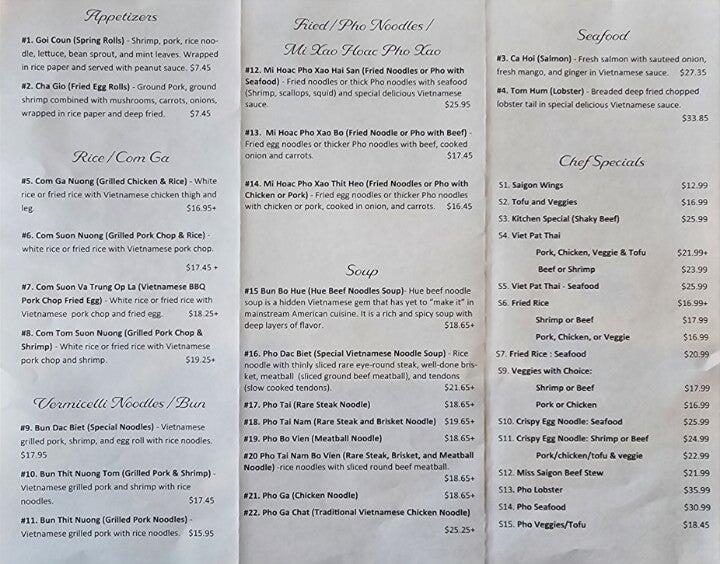 Appetizers
#1. Goi Coun (Spring Rolls) - Shrimp, pork, rice noo-
dle, lettuce, bean sprout, and mint leaves. Wrapped
in rice paper and served with peanut sauce. $7.45
#2. Cha Gio (Fried Egg Rolls) - Ground Pork, ground
shrimp combined with mushrooms, carrots, onions,
wrapped in rice paper and deep fried. $7.45
Rice/Com Ga
#5. Com Ga Nuong (Grilled Chicken & Rice) - White
rice or fried rice with Vietnamese chicken thigh and
leg. $16.95+
#6. Com Suon Nuong (Grilled Pork Chop & Rice) -
white rice or fried rice with Vietnamese pork chop.
$17.45 +
#7. Com Suon Va Trung Op La (Vietnamese BBQ
Pork Chop Fried Egg) - White rice or fried rice with
Vietnamese pork chop and fried egg. $18.25+
#8. Com Tom Suon Nuong (Grilled Pork Chop &
Shrimp) - White rice or fried rice with Vietnamese
pork chop and shrimp. $19.25+
Vermicelli Noodles/Bun
#9. Bun Dac Biet (Special Noodles) - Vietnamese
grilled pork, shrimp, and egg roll with rice noodles.
$17.95
#10. Bun Thit Nuong Tom (Grilled Pork & Shrimp) -
Vietnamese grilled pork and shrimp with rice
noodles. $17.45
#11. Bun Thit Nuong (Grilled Pork Noodles) -
Vietnamese grilled pork with rice noodles. $15.95
Fried/Pho Noodles/
Mi Xao Hoac Pho Xao
#12. Mi Hoac Pho Xao Hai San (Fried Noodles or Pho with
Seafood) - Fried noodles or thick Pho noodles with seafood
(Shrimp, scallops, squid) and special delicious Vietnamese
sauce. $25.95
#13. Mi Hoac Pho Xao Bo (Fried Noodle or Pho with Beef) -
Fried egg noodles or thicker Pho noodles with beef, cooked
onion and carrots. $17.45
#14. Mi Hoac Pho Xao Thit Heo (Fried Noodles or Pho with
Chicken or Pork) - Fried egg noodles or thicker Pho noodles
with chicken or pork, cooked in onion, and carrots. $16.45
Soup
#15 Bun Bo Hue (Hue Beef Noodles Soup)- Hue beef noodle
soup is a hidden Vietnamese gem that has yet to "make it" in
mainstream American cuisine. It is a rich and spicy soup with
deep layers of flavor. $18.65+
#16. Pho Dac Biet (Special Vietnamese Noodle Soup) - Rice
noodle with thinly sliced rare eye-round steak, well-done bris-
ket, meatball (sliced ground beef meatball), and tendons
(slow cooked tendons). $21.65+
#17. Pho Tai (Rare Steak Noodle) $18.65+
#18. Pho Tai Nam (Rare Steak and Brisket Noodle) $19.65+
#19. Pho Bo Vien (Meatball Noodle) $18.65+
#20 Pho Tai Nam Bo Vien (Rare Steak, Brisket, and Meatball
Noodle) -rice noodles with sliced round beef meatball.
$18.65+
#21. Pho Ga (Chicken Noodle) $18.65+
#22. Pho Ga Chat (Traditional Vietnamese Chicken Noodle)
$25.25+
Seafood
#3. Ca Hoi (Salmon) - Fresh salmon with sauteed onion,
fresh mango, and ginger in Vietnamese sauce. $27.35
#4. Tom Hum (Lobster) - Breaded deep fried chopped
lobster tail in special delicious Vietnamese sauce.
$33.85
Chef Specials
S1. Saigon Wings $12.99
S2. Tofu and Veggies $16.99
S3. Kitchen Special (Shaky Beef) $25.99
S4. Viet Pat Thai
Pork, Chicken, Veggie & Tofu $21.99+
Beef or Shrimp $23.99
S5. Viet Pat Thai - Seafood $25.99
S6. Fried Rice $16.99+
Shrimp or Beef $17.99
Pork, Chicken, or Veggie $16.99
S7. Fried Rice : Seafood $20.99
S9. Veggies with Choice:
Shrimp or Beef $17.99
Pork or Chicken $16.99
S10. Crispy Egg Noodle: Seafood $25.99
S11. Crispy Egg Noodle: Shrimp or Beef $24.99
Pork/chicken/tofu & veggie $22.99
S12. Miss Saigon Beef Stew $21.99
S13. Pho Lobster $35.99
S14. Pho Seafood $30.99
S15. Pho Veggies/Tofu $18.45